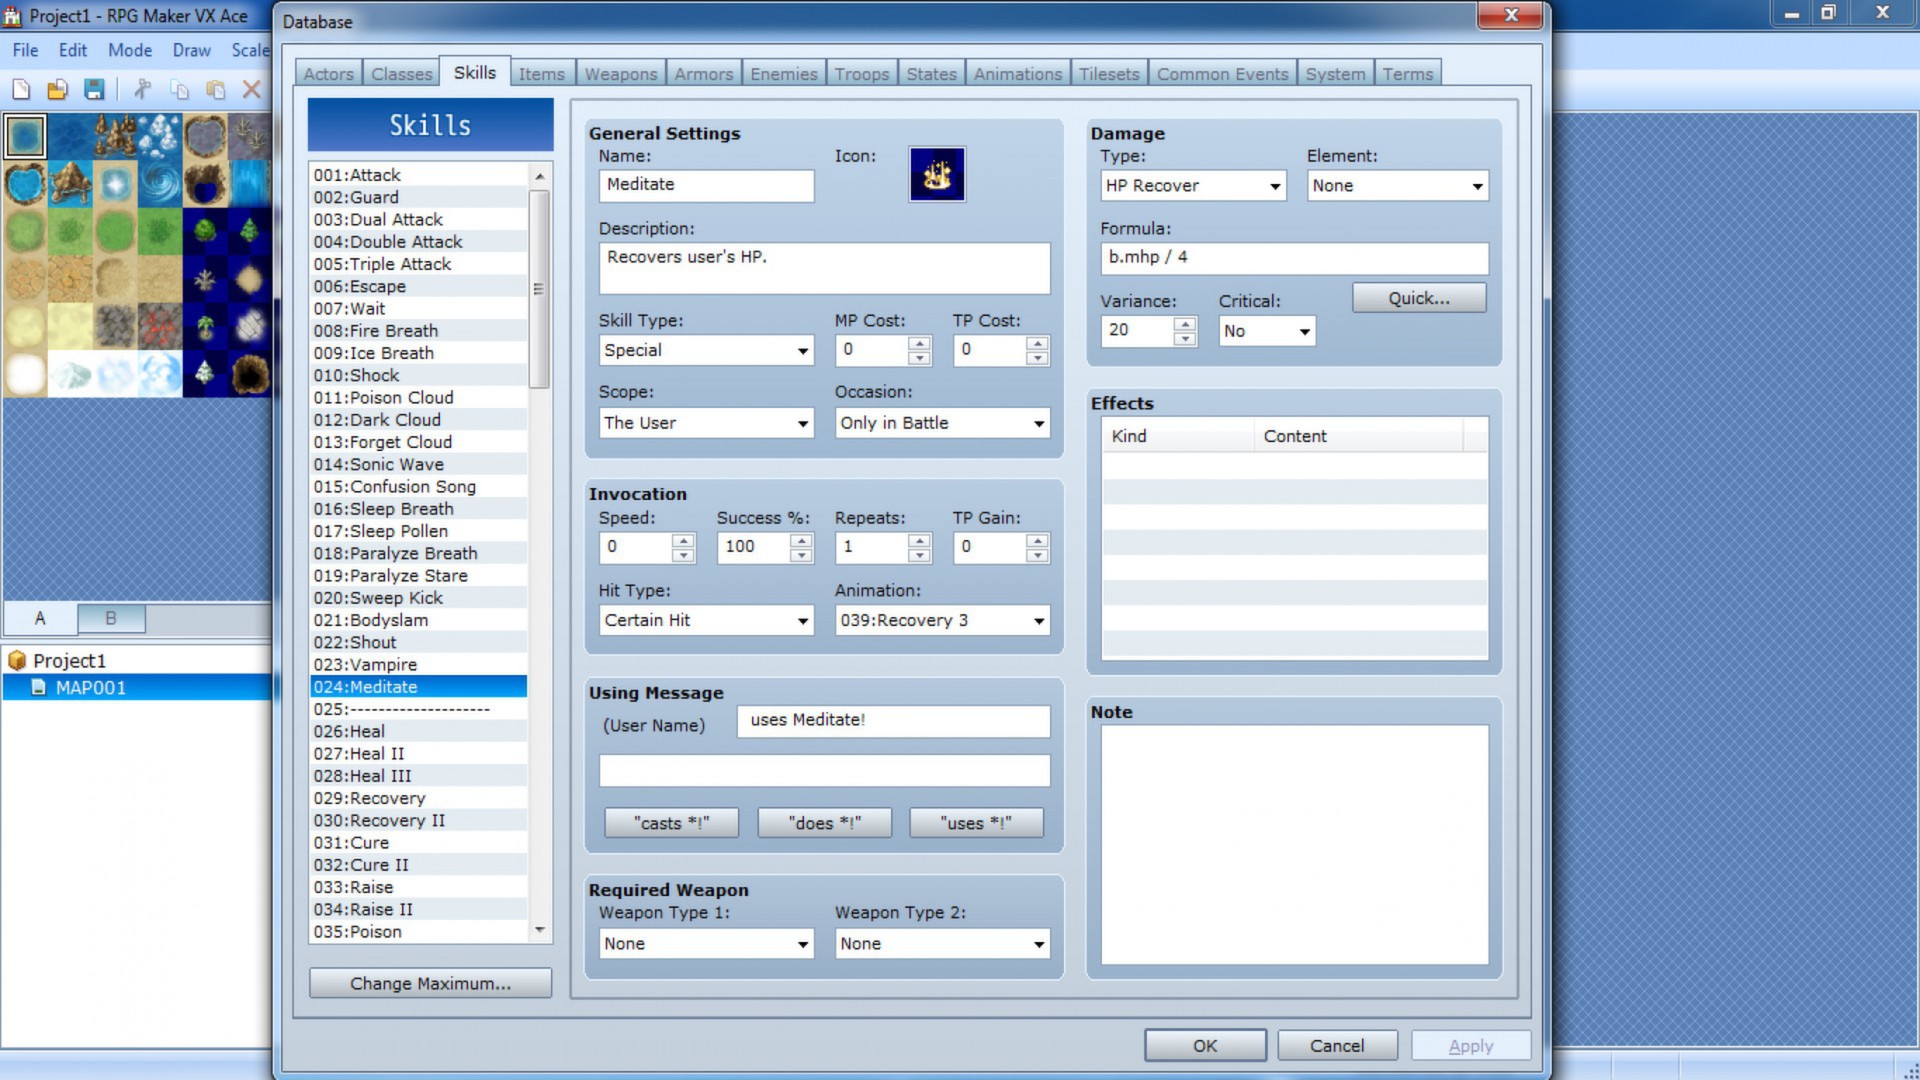 Project1 - RPG Maker VX Ace
File Edit Mode Draw Scale
A B
Project1
MAP001
Database
Actors Classes Skills Items Weapons Armors Enemies Troops States Animations Tilesets Common Events System Terms
Skills
001:Attack
002:Guard
003:Dual Attack
004:Double Attack
005:Triple Attack
006:Escape
007:Wait
008:Fire Breath
009:Ice Breath
010:Shock
011:Poison Cloud
012:Dark Cloud
013:Forget Cloud
014:Sonic Wave
015:Confusion Song
016:Sleep Breath
017:Sleep Pollen
018:Paralyze Breath
019:Paralyze Stare
020:Sweep Kick
021:Bodyslam
022:Shout
023:Vampire
024:Meditate
025:--------------------
026:Heal
027:Heal II
028:Heal III
029:Recovery
030:Recovery II
031:Cure
032:Cure II
033:Raise
034:Raise II
035:Poison
Change Maximum...
General Settings
Name: Icon:
Meditate
Description:
Recovers user's HP.
Skill Type: MP Cost: TP Cost:
Special 0 0
Scope: Occasion:
The User Only in Battle
Invocation
Speed: Success %: Repeats: TP Gain:
0 100 1 0
Hit Type: Animation:
Certain Hit 039:Recovery 3
Using Message
(User Name) uses Meditate!
"casts *!" "does *!" "uses *!"
Required Weapon
Weapon Type 1: Weapon Type 2:
None None
Damage
Type: Element:
HP Recover None
Formula:
b.mhp / 4
Variance: Critical: Quick...
20 No
Effects
Kind Content
Note
OK Cancel Apply